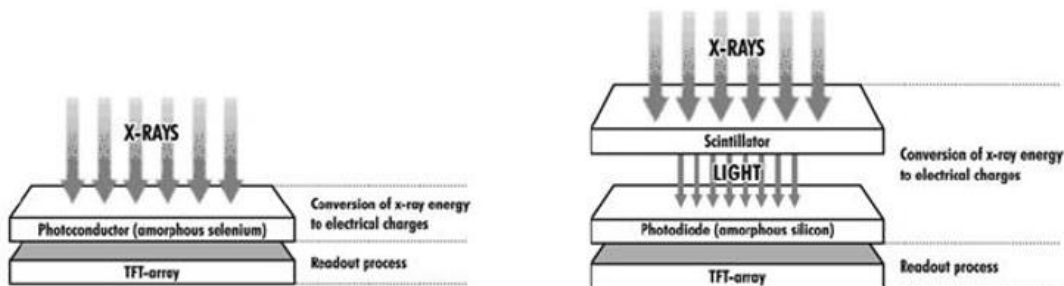 X-RAYS
Photoconductor (amorphous selenium)
TFT-array
Conversion of x-ray energy
to electrical charges
Readout process
X-RAYS
Scintillator
LIGHT
Photodiode (amorphous silicon)
TFT-array
Conversion of x-ray energy
to electrical charges
Readout process